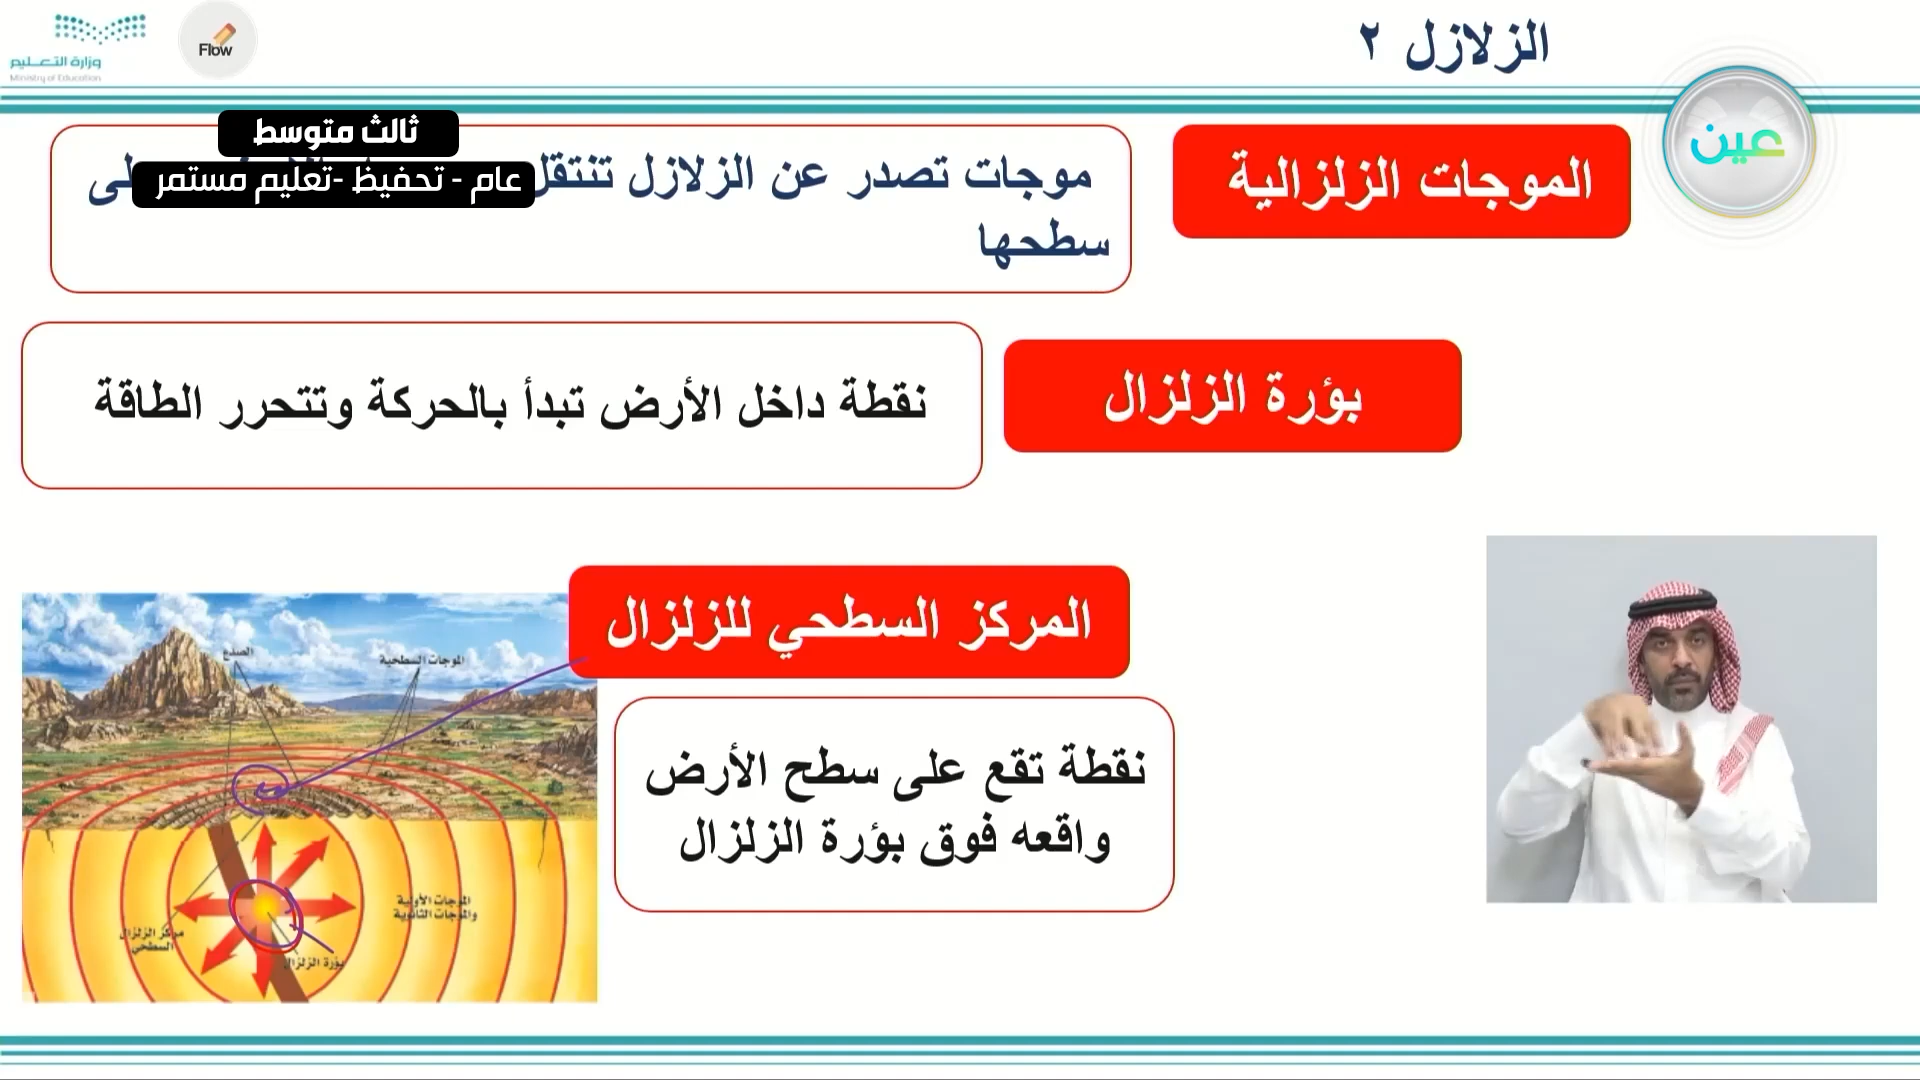 الزلازل ٢
وزارة التعليم
Ministry of Education
Flow
عين
ثالث متوسط
عام - تحفيظ -تعليم مستمر
الموجات الزلزالية
موجات تصدر عن الزلازل تنتقل
سطحها
بؤرة الزلزال
نقطة داخل الأرض تبدأ بالحركة وتتحرر الطاقة
المركز السطحي للزلزال
نقطة تقع على سطح الأرض
واقعه فوق بؤرة الزلزال
الصدع
الموجات السطحية
الموجات الأولية
والموجات الثانوية
مركز الزلزال
السطحي
بؤرة الزلزال